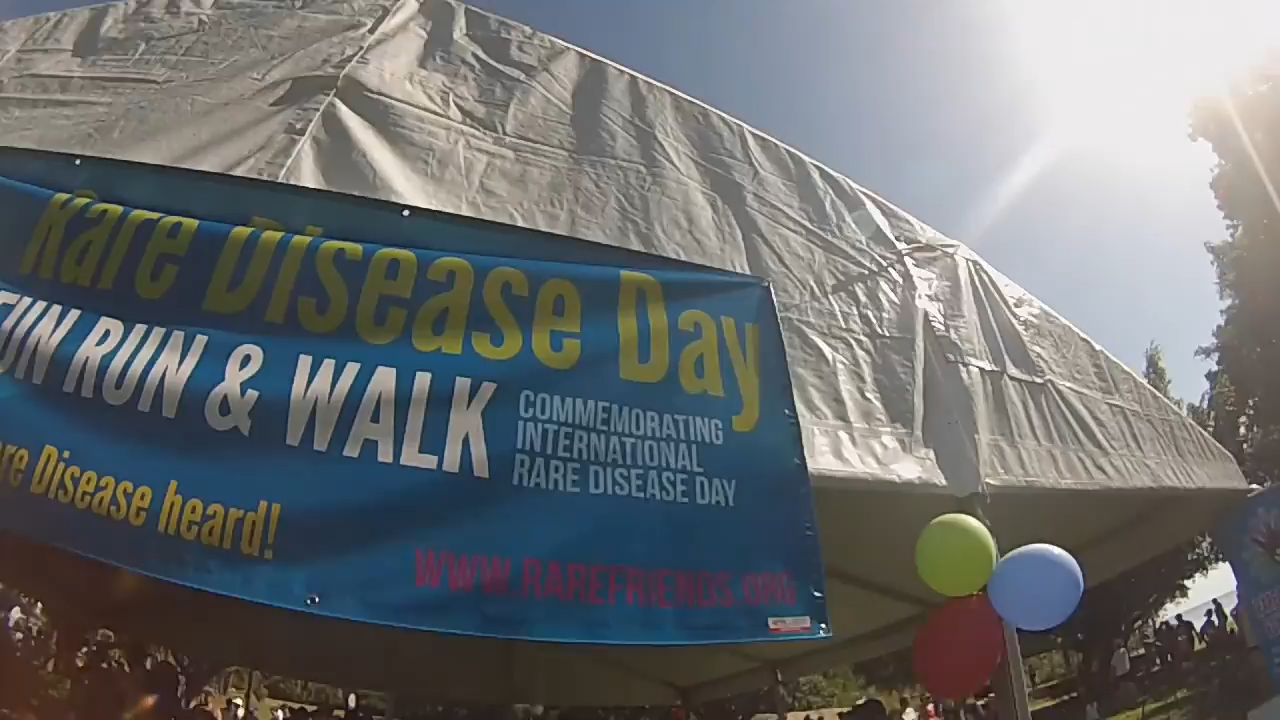 Rare Disease Day
FUN RUN & WALK
COMMEMORATING
INTERNATIONAL
RARE DISEASE DAY
Disease heard!
WWW.RAREFRIENDS.ORG